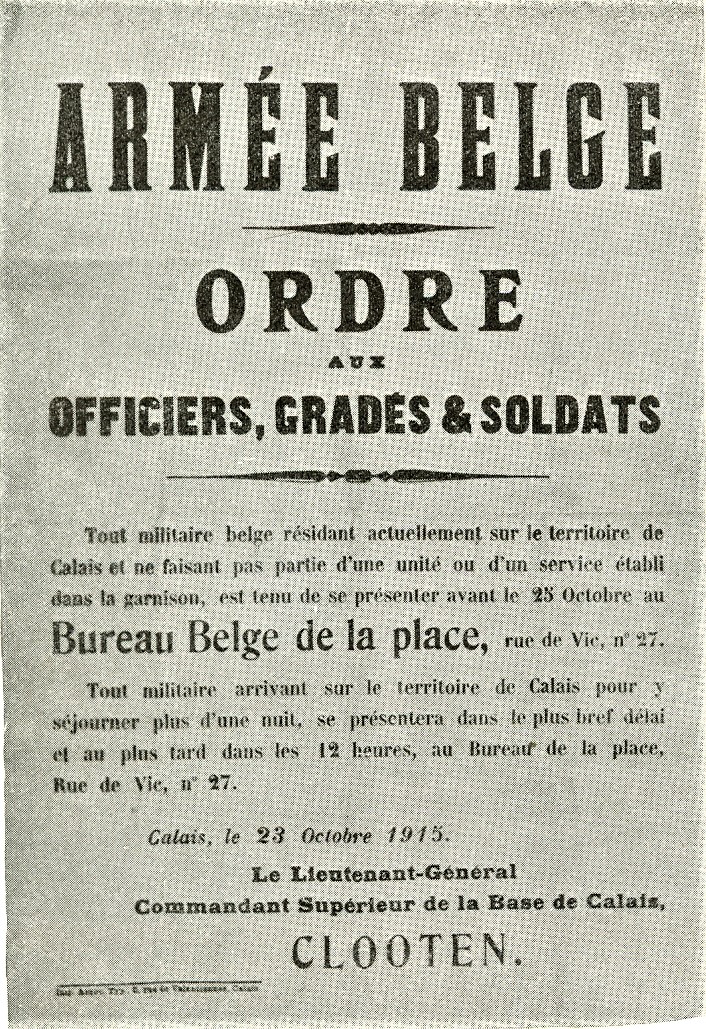 ARMÉE BELGE
ORDRE
AUX
OFFICIERS, GRADÉS & SOLDATS
Tout militaire belge résidant actuellement sur le territoire de
Calais et ne faisant pas partie d'une unité ou d'un service établi
dans la garnison, est tenu de se présenter avant le 25 Octobre au
Bureau Belge de la place, rue de Vic, n° 27.
Tout militaire arrivant sur le territoire de Calais pour y
séjourner plus d'une nuit, se présentera dans le plus bref délai
et au plus tard dans les 12 heures, au Bureau de la place,
Rue de Vic, n° 27.
Calais, le 23 Octobre 1915.
Le Lieutenant-Général
Commandant Supérieur de la Base de Calais,
CLOOTEN.
rue de Valenciennes, Calais